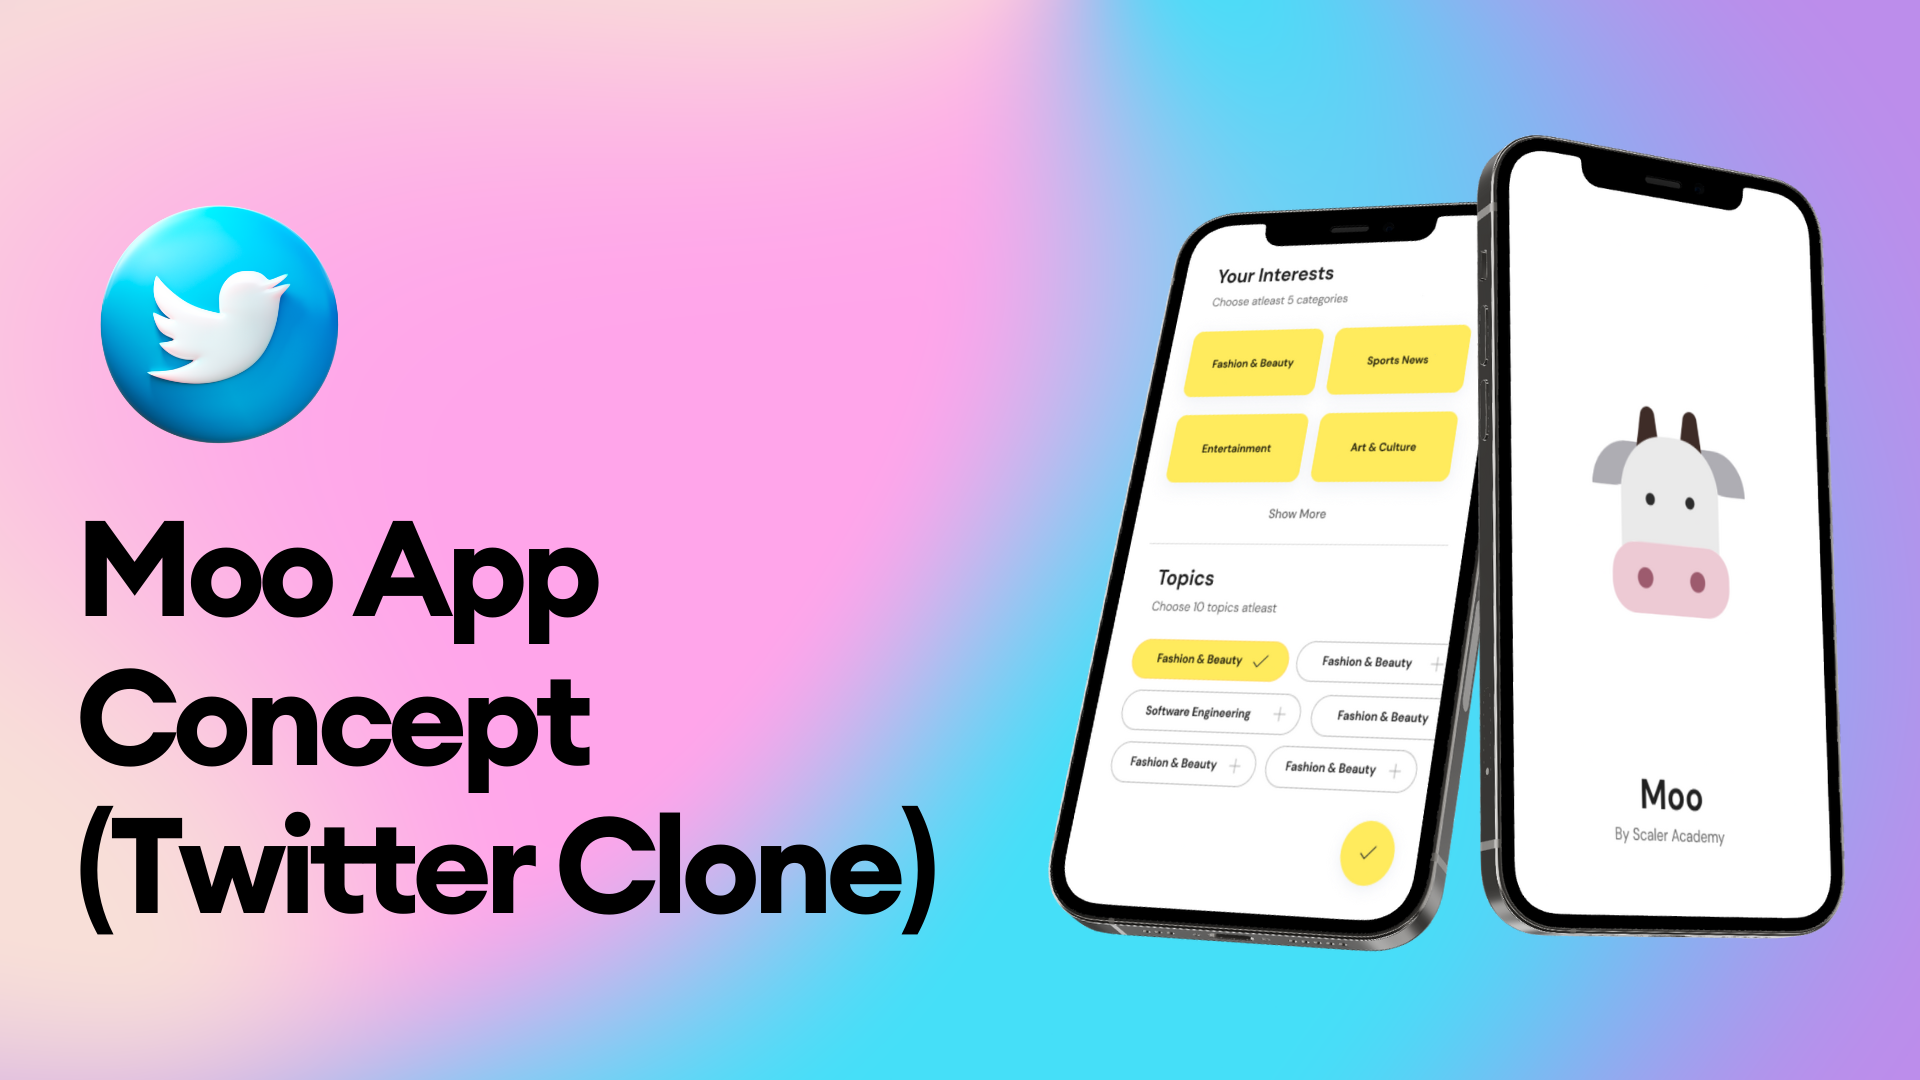 Moo App
Concept
(Twitter Clone)
Your Interests
Choose atleast 5 categories
Fashion & Beauty
Sports News
Entertainment
Art & Culture
Show More
Topics
Choose 10 topics atleast
Fashion & Beauty
Fashion & Beauty
Software Engineering
Fashion & Beauty
Fashion & Beauty
Fashion & Beauty
Moo
By Scaler Academy